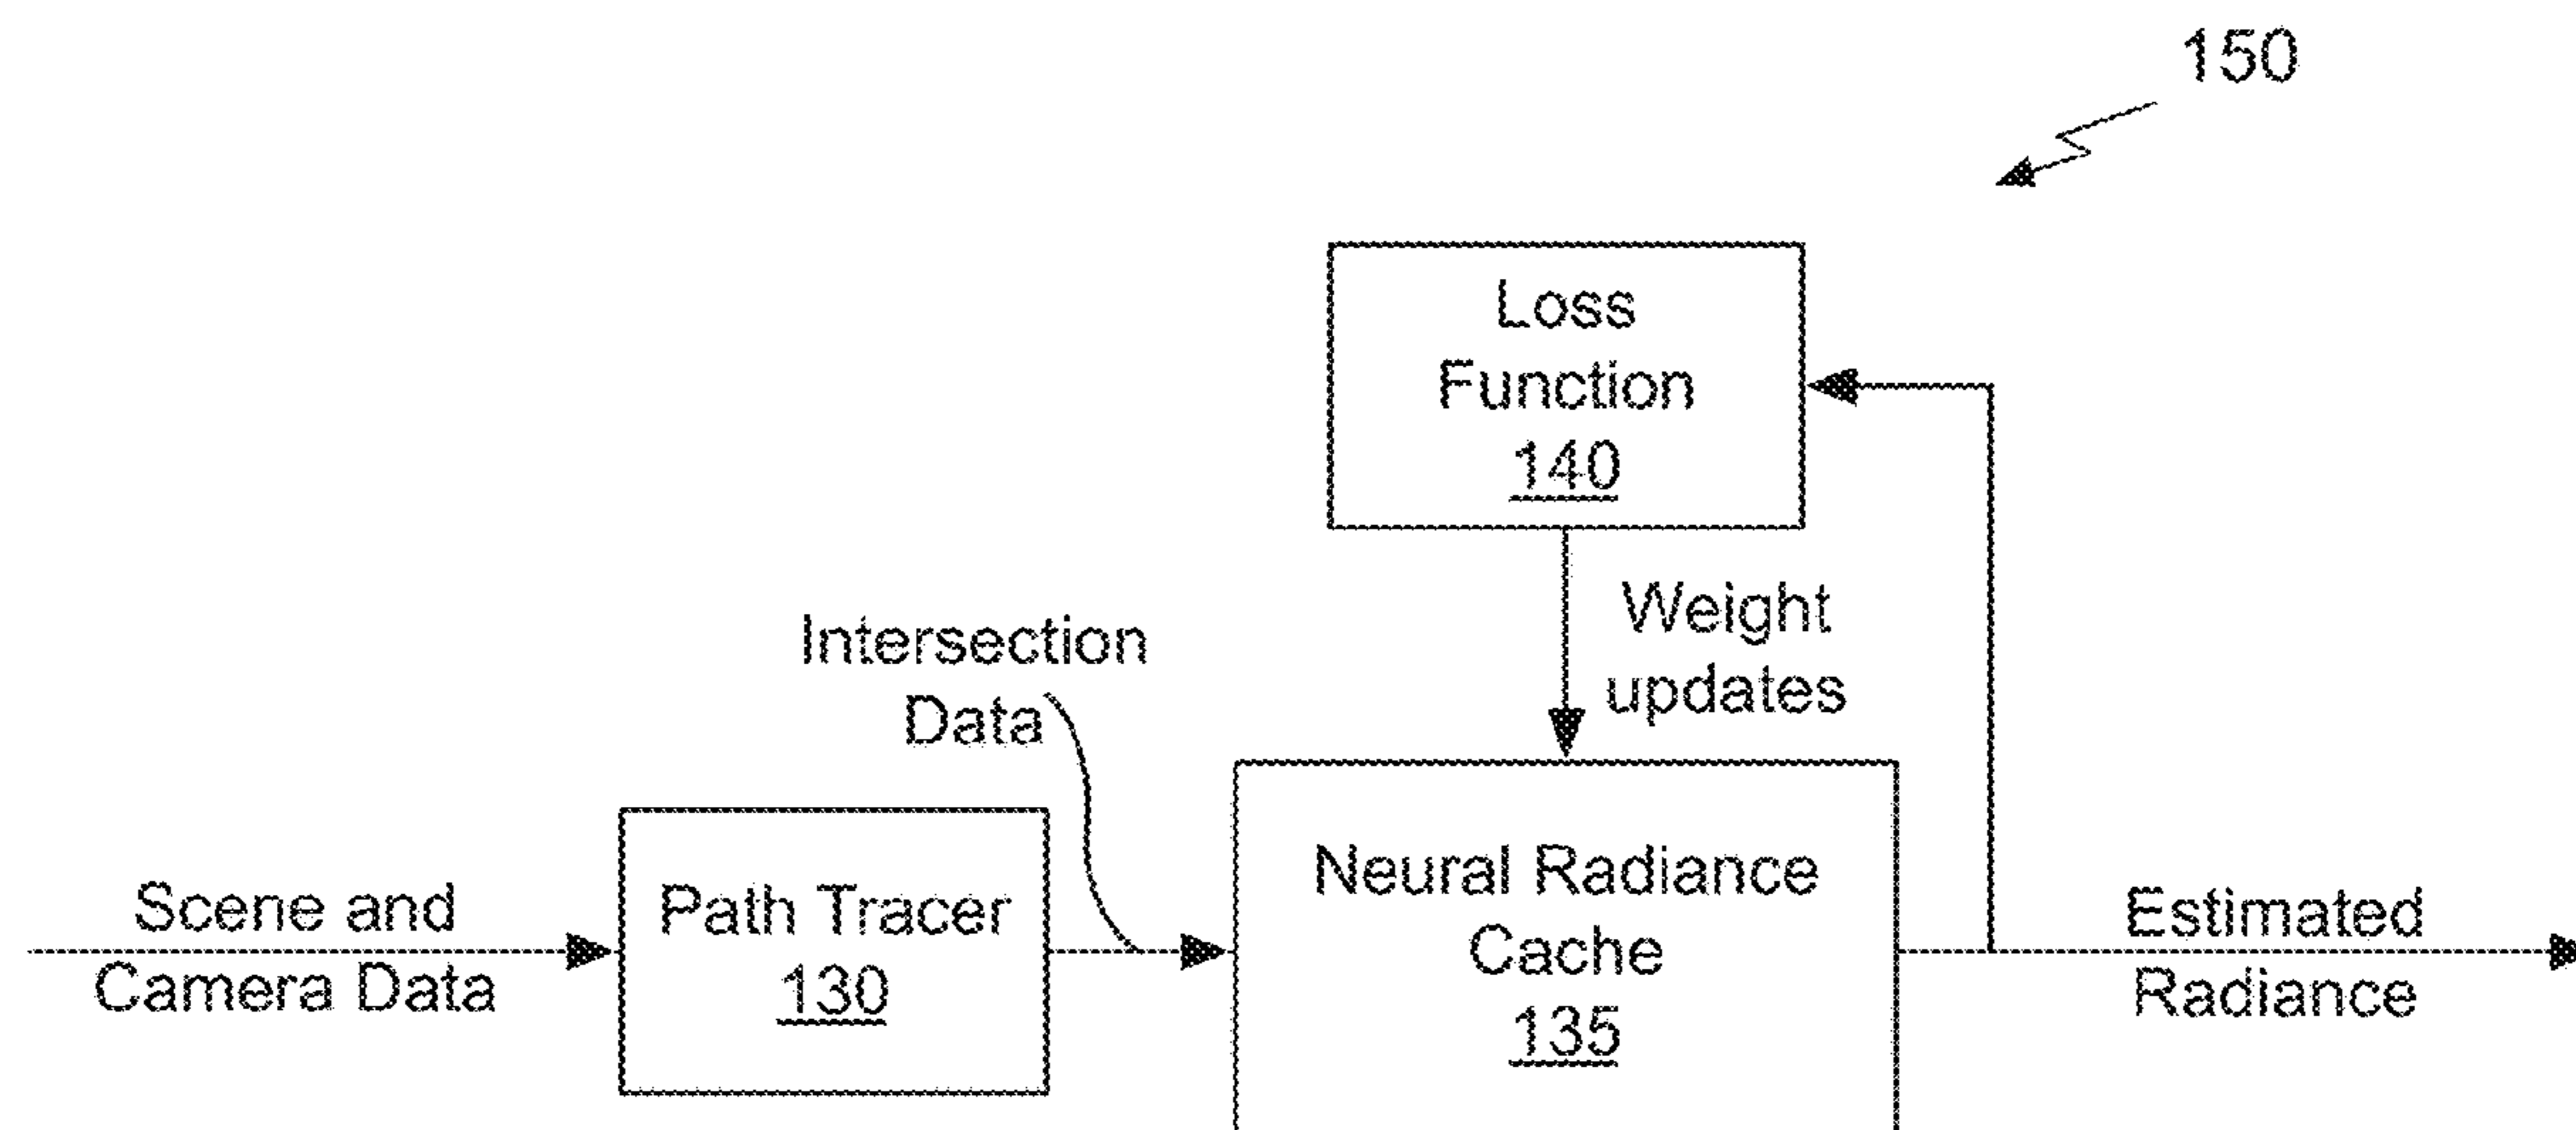 150
Loss
Function
140
Weight
updates
Intersection
Data
Scene and
Camera Data
Path Tracer
130
Neural Radiance
Cache
135
Estimated
Radiance